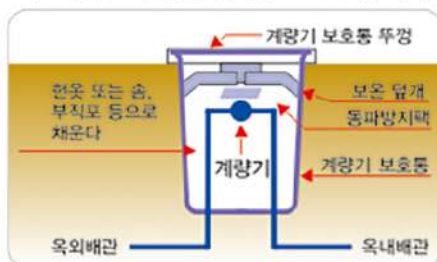 계량기 보호통 뚜껑
헌옷 또는 솜,
부직포 등으로
채운다
보온 덮개
동파방지팩
계량기
계량기 보호통
옥외배관
옥내배관